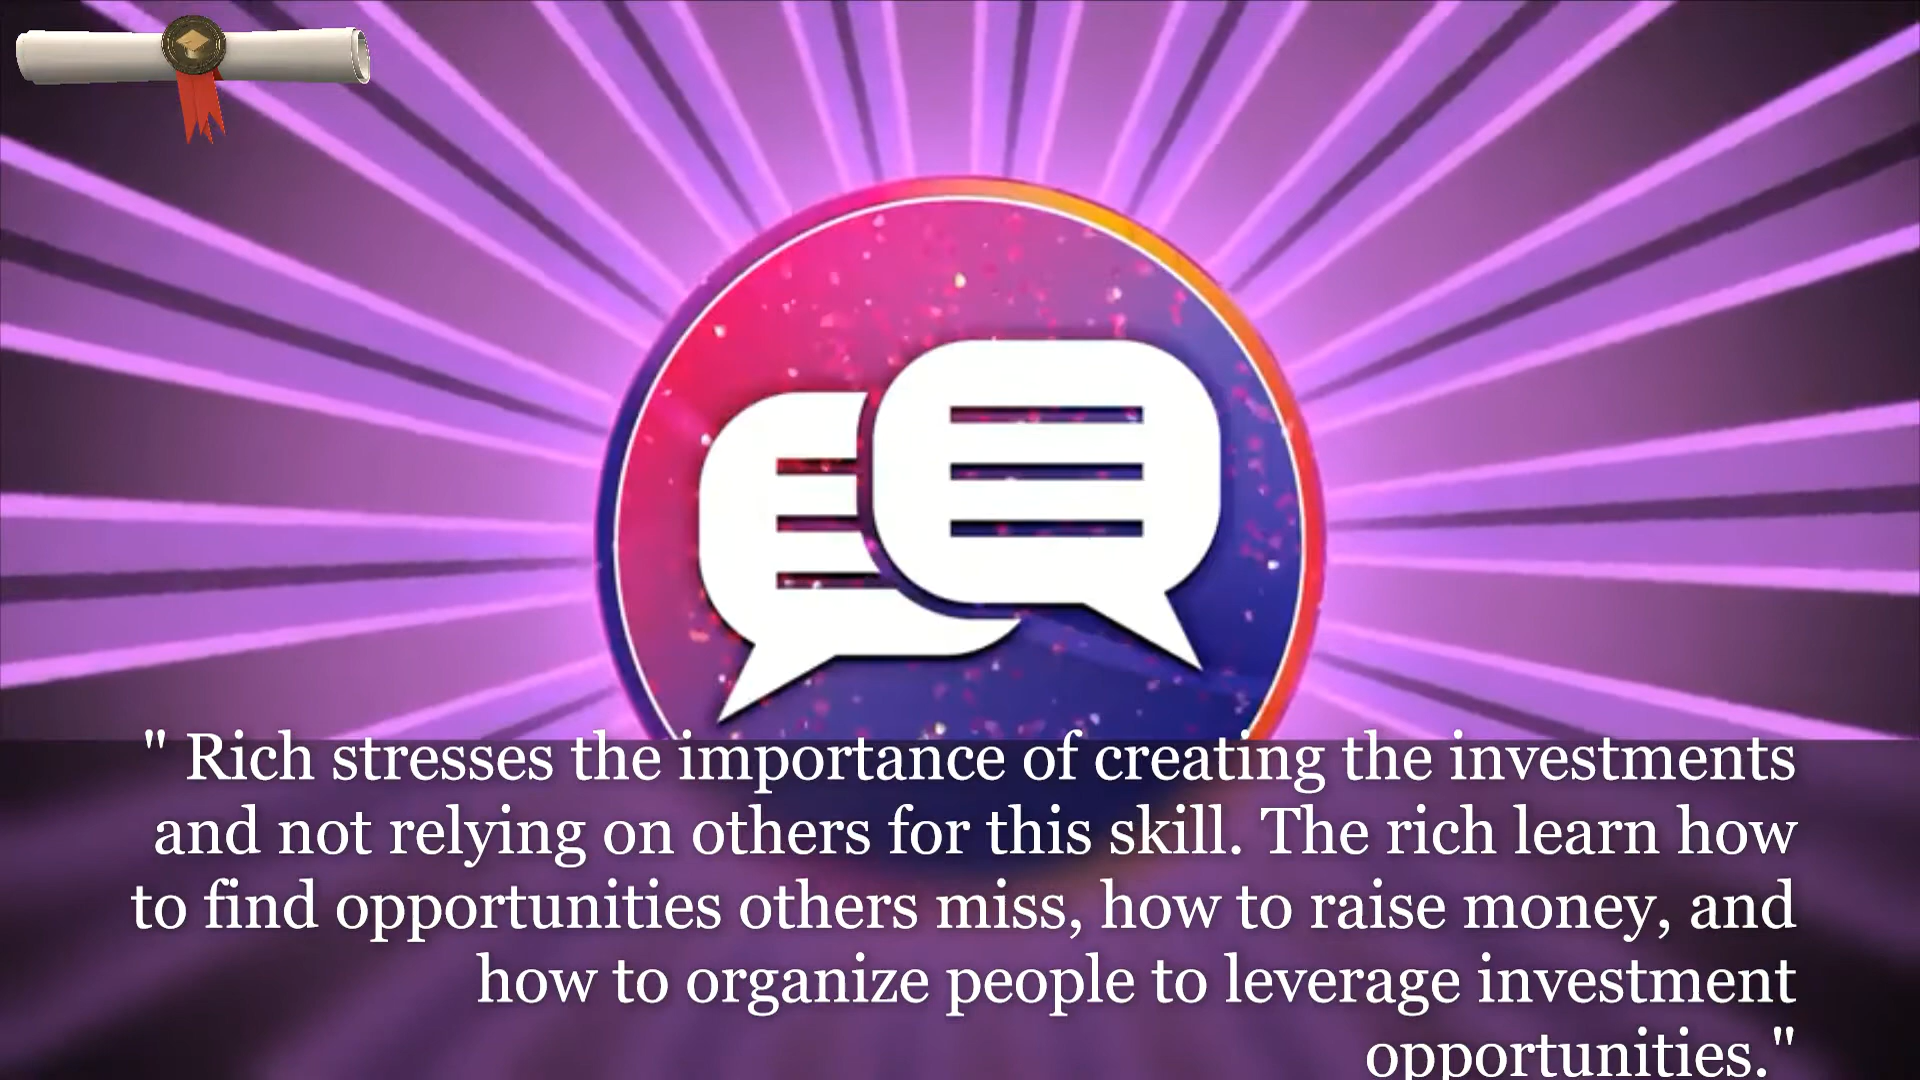 " Rich stresses the importance of creating the investments
and not relying on others for this skill. The rich learn how
to find opportunities others miss, how to raise money, and
how to organize people to leverage investment
opportunities."